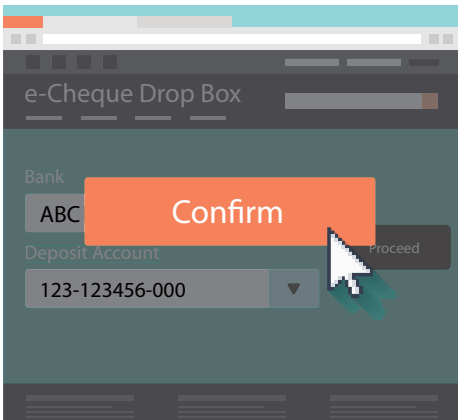 e-Cheque Drop Box
Bank
ABC
Confirm
Deposit Account
Proceed
123-123456-000